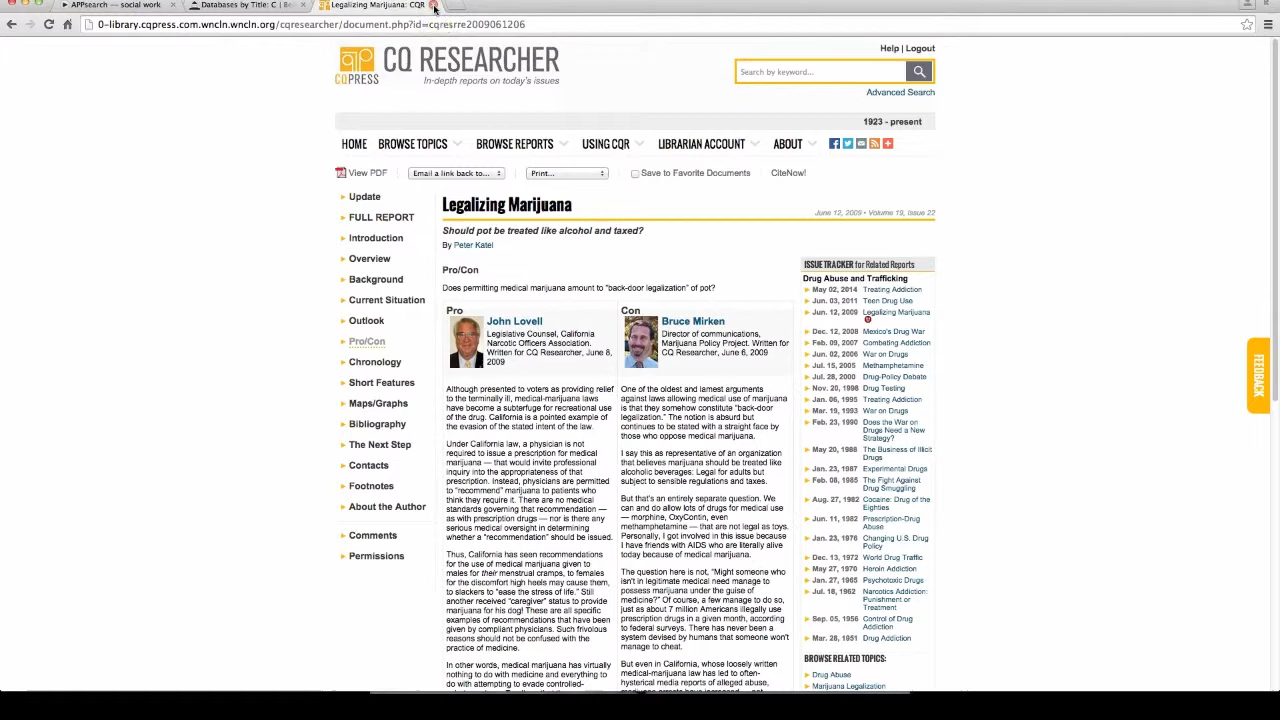 APPsearch — social work
Databases by Title: C | Be
Legalizing Marijuana: CQR
0-library.cqpress.com.wncln.wncln.org/cqresearcher/document.php?id=cqresrre2009061206
CQPRESS
CQ RESEARCHER
In-depth reports on today's issues
Help | Logout
Search by keyword...
Advanced Search
1923 - present
HOME BROWSE TOPICS BROWSE REPORTS USING CQR LIBRARIAN ACCOUNT ABOUT
View PDF
Email a link back to...
Print...
Save to Favorite Documents
CiteNow!
Update
FULL REPORT
Introduction
Overview
Background
Current Situation
Outlook
Pro/Con
Chronology
Short Features
Maps/Graphs
Bibliography
The Next Step
Contacts
Footnotes
About the Author
Comments
Permissions
Legalizing Marijuana
June 12, 2009 • Volume 19, Issue 22
Should pot be treated like alcohol and taxed?
By Peter Katel
Pro/Con
Does permitting medical marijuana amount to "back-door legalization" of pot?
Pro
John Lovell
Legislative Counsel, California
Narcotic Officers Association.
Written for CQ Researcher, June 8,
2009
Although presented to voters as providing relief
to the terminally ill, medical-marijuana laws
have become a subterfuge for recreational use
of the drug. California is a pointed example of
the evasion of the stated intent of the law.
Under California law, a physician is not
required to issue a prescription for medical
marijuana — that would invite professional
inquiry into the appropriateness of that
prescription. Instead, physicians are permitted
to "recommend" marijuana to patients who
think they require it. There are no medical
standards governing that recommendation —
as with prescription drugs — nor is there any
serious medical oversight in determining
whether a "recommendation" should be issued.
Thus, California has seen recommendations
for the use of medical marijuana given to
males for their menstrual cramps, to females
for the discomfort high heels may cause them,
to slackers to "ease the stress of life." Still
another received "caregiver" status to provide
marijuana for his dog! These are all specific
examples of recommendations that have been
given by compliant physicians. Such frivolous
reasons should not be confused with the
practice of medicine.
In other words, medical marijuana has virtually
nothing to do with medicine and everything to
do with attempting to evade controlled-
Con
Bruce Mirken
Director of communications,
Marijuana Policy Project. Written for
CQ Researcher, June 6, 2009
One of the oldest and lamest arguments
against laws allowing medical use of marijuana
is that they somehow constitute "back-door
legalization." The notion is absurd but
continues to be stated with a straight face by
those who oppose medical marijuana.
I say this as representative of an organization
that believes marijuana should be treated like
alcoholic beverages: Legal for adults but
subject to sensible regulations and taxes.
But that's an entirely separate question. We
can and do allow lots of drugs for medical use
— morphine, OxyContin, even
methamphetamine — that are not legal as toys.
Personally, I got involved in this issue because
I have friends with AIDS who are literally alive
today because of medical marijuana.
The question here is not, "Might someone who
isn't in legitimate medical need manage to
possess marijuana under the guise of
medicine?" Of course, a few manage to do so,
just as about 7 million Americans illegally use
prescription drugs in a given month, according
to federal surveys. There has never been a
system devised by humans that someone won't
manage to cheat.
But even in California, whose loosely written
medical-marijuana law has led to often-
hysterical media reports of alleged abuse,
ISSUE TRACKER for Related Reports
Drug Abuse and Trafficking
May 02, 2014 Treating Addiction
Jun. 03, 2011 Teen Drug Use
Jun. 12, 2009 Legalizing Marijuana
Dec. 12, 2008 Mexico's Drug War
Feb. 09, 2007 Combating Addiction
Jun. 02, 2006 War on Drugs
Jul. 15, 2005 Methamphetamine
Jul. 28, 2000 Drug-Policy Debate
Nov. 20, 1998 Drug Testing
Jan. 06, 1995 Treating Addiction
Mar. 19, 1993 War on Drugs
Feb. 23, 1990 Does the War on
Drugs Need a New
Strategy?
May 20, 1988 The Business of Illicit
Drugs
Jan. 23, 1987 Experimental Drugs
Feb. 08, 1985 The Fight Against
Drug Smuggling
Aug. 27, 1982 Cocaine: Drug of the
Eighties
Jun. 11, 1982 Prescription-Drug
Abuse
Jan. 23, 1976 Changing U.S. Drug
Policy
Dec. 13, 1972 World Drug Traffic
May 27, 1970 Heroin Addiction
Jan. 27, 1965 Psychotoxic Drugs
Jul. 18, 1962 Narcotics Addiction:
Punishment or
Treatment
Sep. 05, 1956 Control of Drug
Addiction
Mar. 28, 1951 Drug Addiction
BROWSE RELATED TOPICS:
Drug Abuse
Marijuana Legalization
FEEDBACK